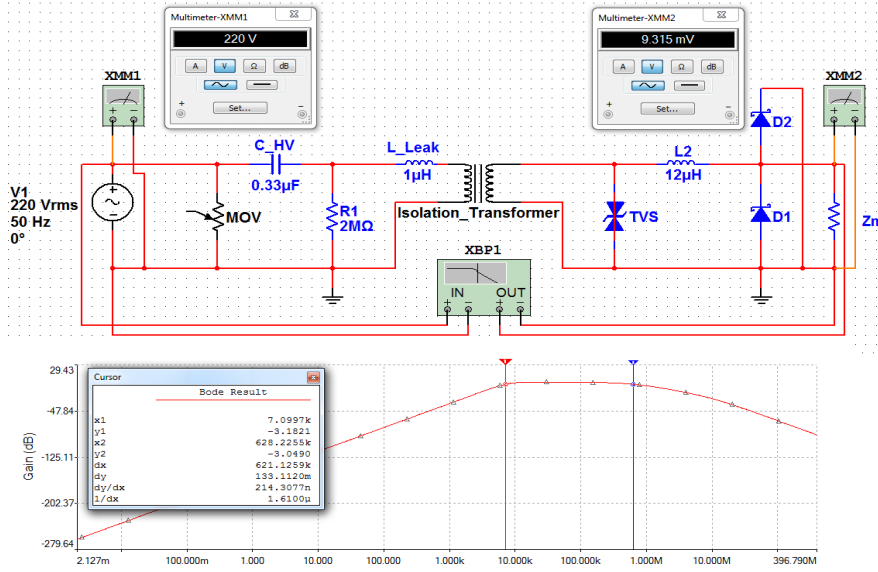 Multimeter-XMM1
220 V
A V Ω dB
+ Set... −
Multimeter-XMM2
9.315 mV
A V Ω dB
+ Set... −
XMM1
XMM2
V1
220 Vrms
50 Hz
0°
MOV
C_HV
0.33µF
R1
2MΩ
L_Leak
1µH
Isolation_Transformer
TVS
L2
12µH
D2
D1
Zn
XBP1
IN OUT
Cursor
Bode Result
x1 7.0997k
y1 -3.1821
x2 628.2255k
y2 -3.0490
dx 621.1259k
dy 133.1120m
dy/dx 214.3077n
1/dx 1.6100µ
Gain (dB)
29.43
-47.84
-125.11
-202.37
-279.64
2.127m 100.000m 1.000 10.000 100.000 1.000k 10.000k 100.000k 1.000M 10.000M 396.790M